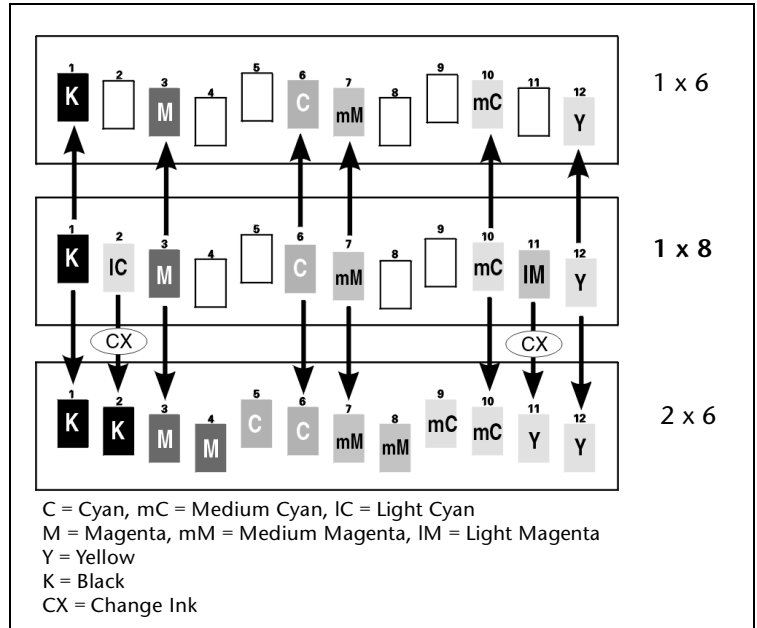 1 2 3 4 5 6 7 8 9 10 11 12
K M C mM mC Y
1 x 6
1 2 3 4 5 6 7 8 9 10 11 12
K lC M C mM mC lM Y
1 x 8
CX CX
1 2 3 4 5 6 7 8 9 10 11 12
K K M M C C mM mM mC mC Y Y
2 x 6
C = Cyan, mC = Medium Cyan, lC = Light Cyan
M = Magenta, mM = Medium Magenta, lM = Light Magenta
Y = Yellow
K = Black
CX = Change Ink